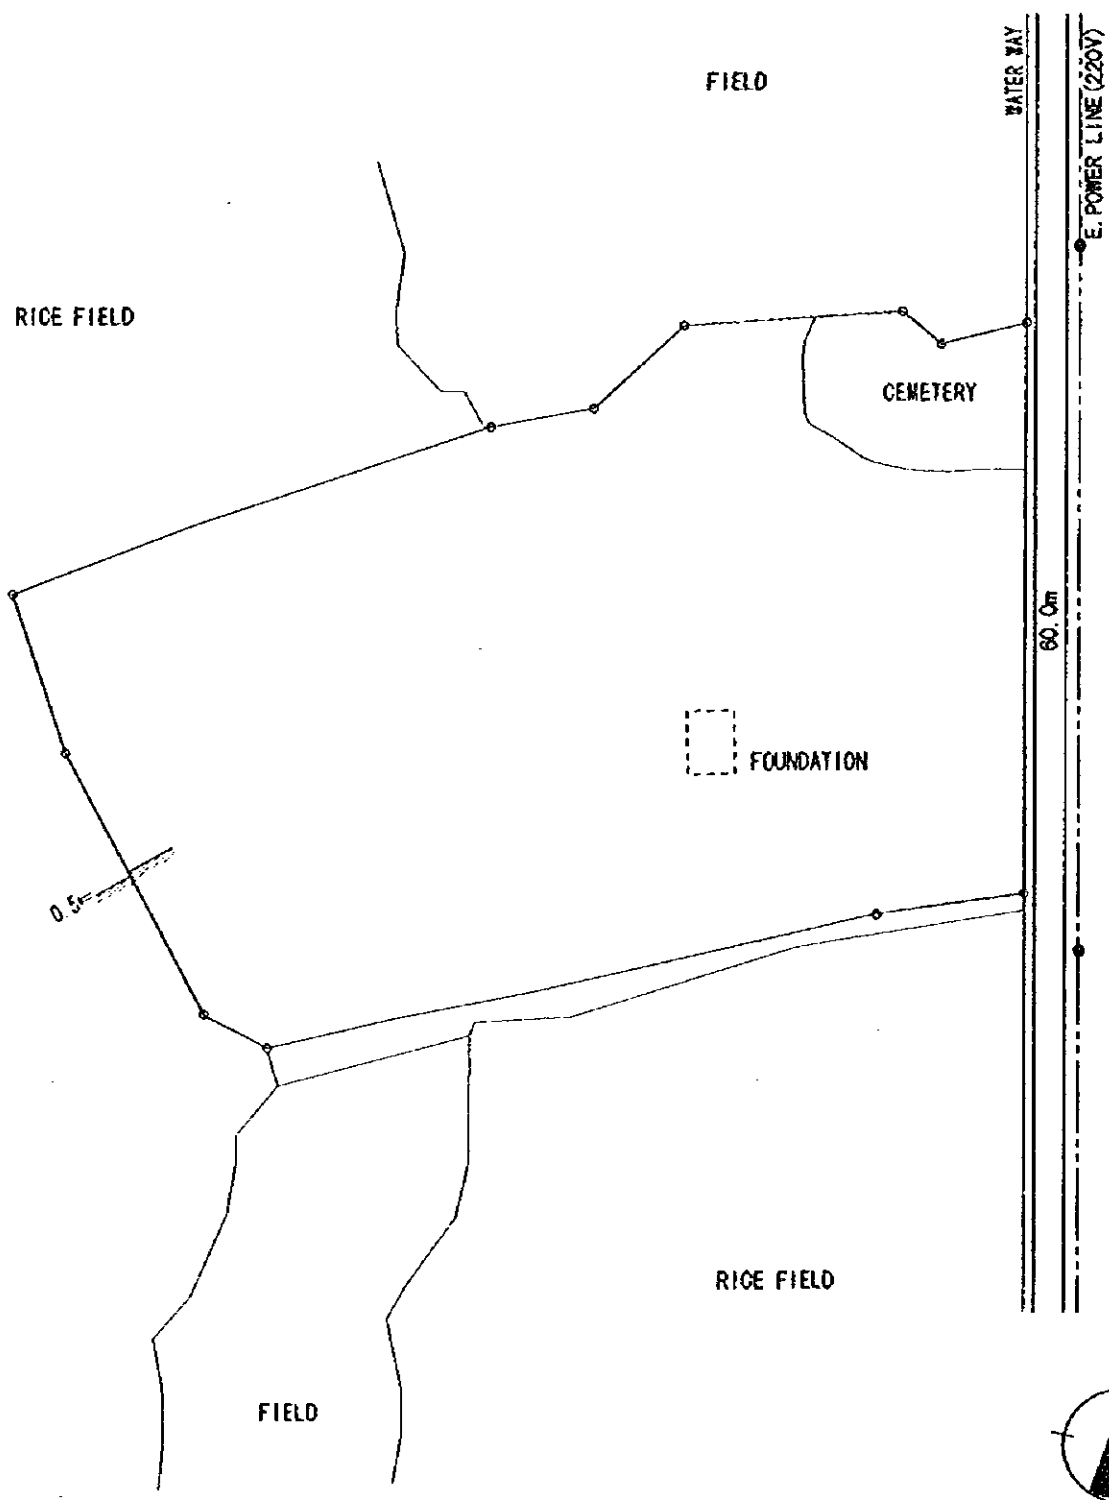 FIELD
WATER WAY
E. POWER LINE (220V)
RICE FIELD
CEMETERY
60.0m
FOUNDATION
0.5
RICE FIELD
FIELD